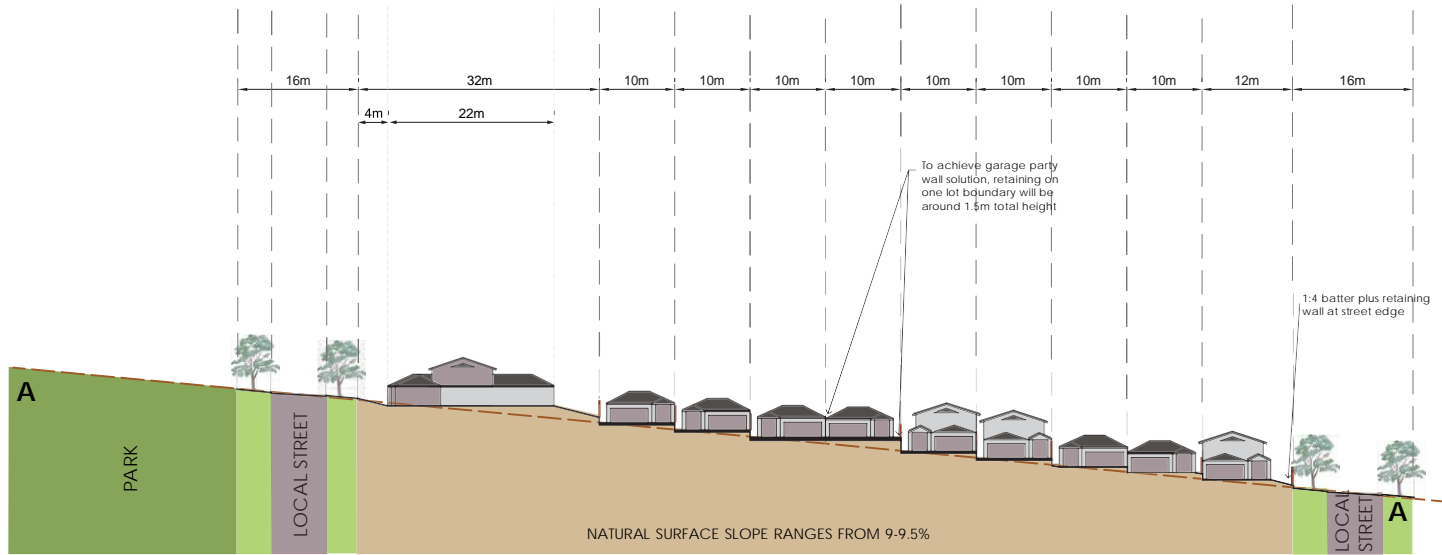 16m
32m
10m
10m
10m
10m
10m
10m
10m
10m
12m
16m
4m
22m
To achieve garage party
wall solution, retaining on
one lot boundary will be
around 1.5m total height
1:4 batter plus retaining
wall at street edge
A
PARK
LOCAL STREET
NATURAL SURFACE SLOPE RANGES FROM 9-9.5%
LOCAL
STREET
A